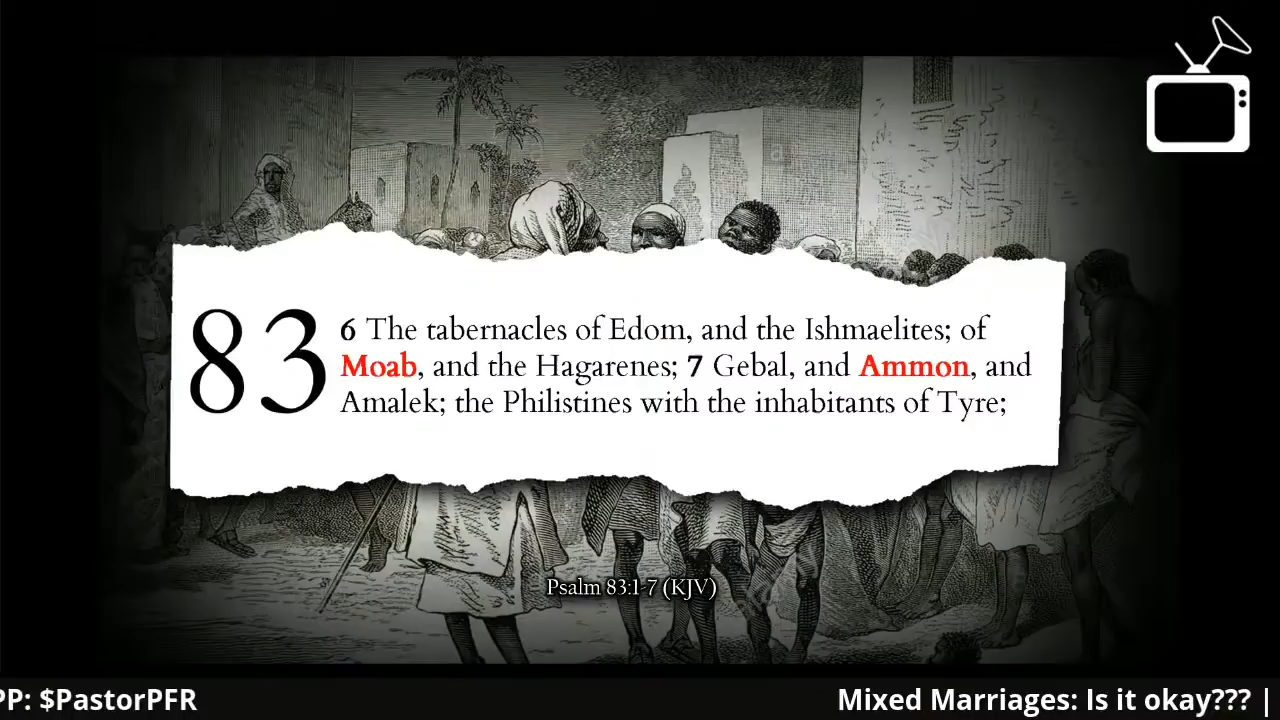 83
6 The tabernacles of Edom, and the Ishmaelites; of
Moab, and the Hagarenes; 7 Gebal, and Ammon, and
Amalek; the Philistines with the inhabitants of Tyre;
Psalm 83:1-7 (KJV)
PP: $PastorPFR
Mixed Marriages: Is it okay??? |